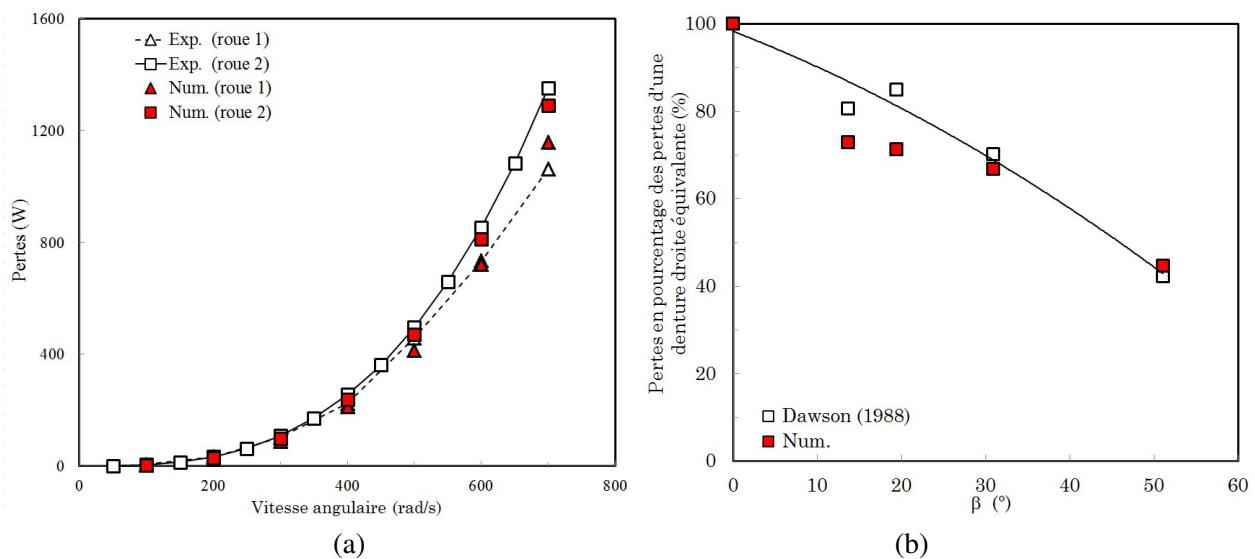 1600
1200
800
400
0
0
200
400
600
800
Pertes (W)
Vitesse angulaire (rad/s)
Exp. (roue 1)
Exp. (roue 2)
Num. (roue 1)
Num. (roue 2)
(a)
100
80
60
40
20
0
0
10
20
30
40
50
60
Pertes en pourcentage des pertes d'une
denture droite équivalente (%)
β (°)
Dawson (1988)
Num.
(b)